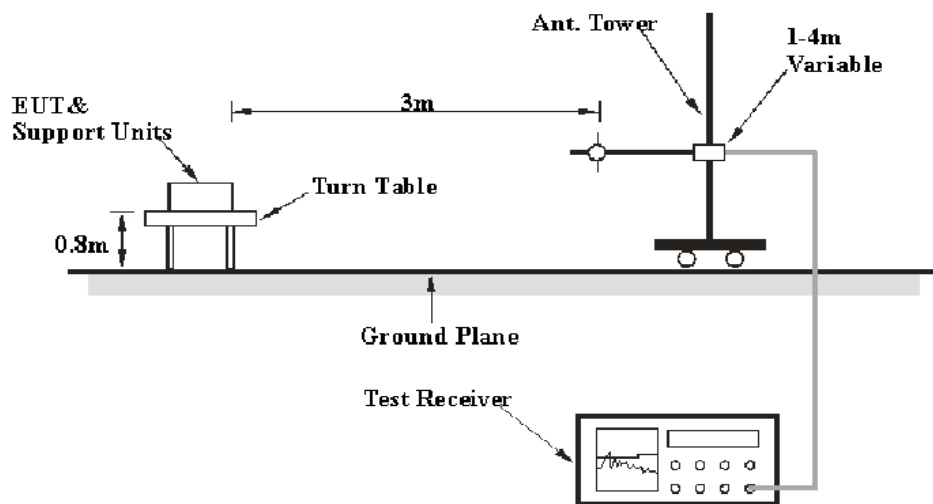 Ant. Tower
1-4m
Variable
EUT&
Support Units
3m
Turn Table
0.8m
Ground Plane
Test Receiver